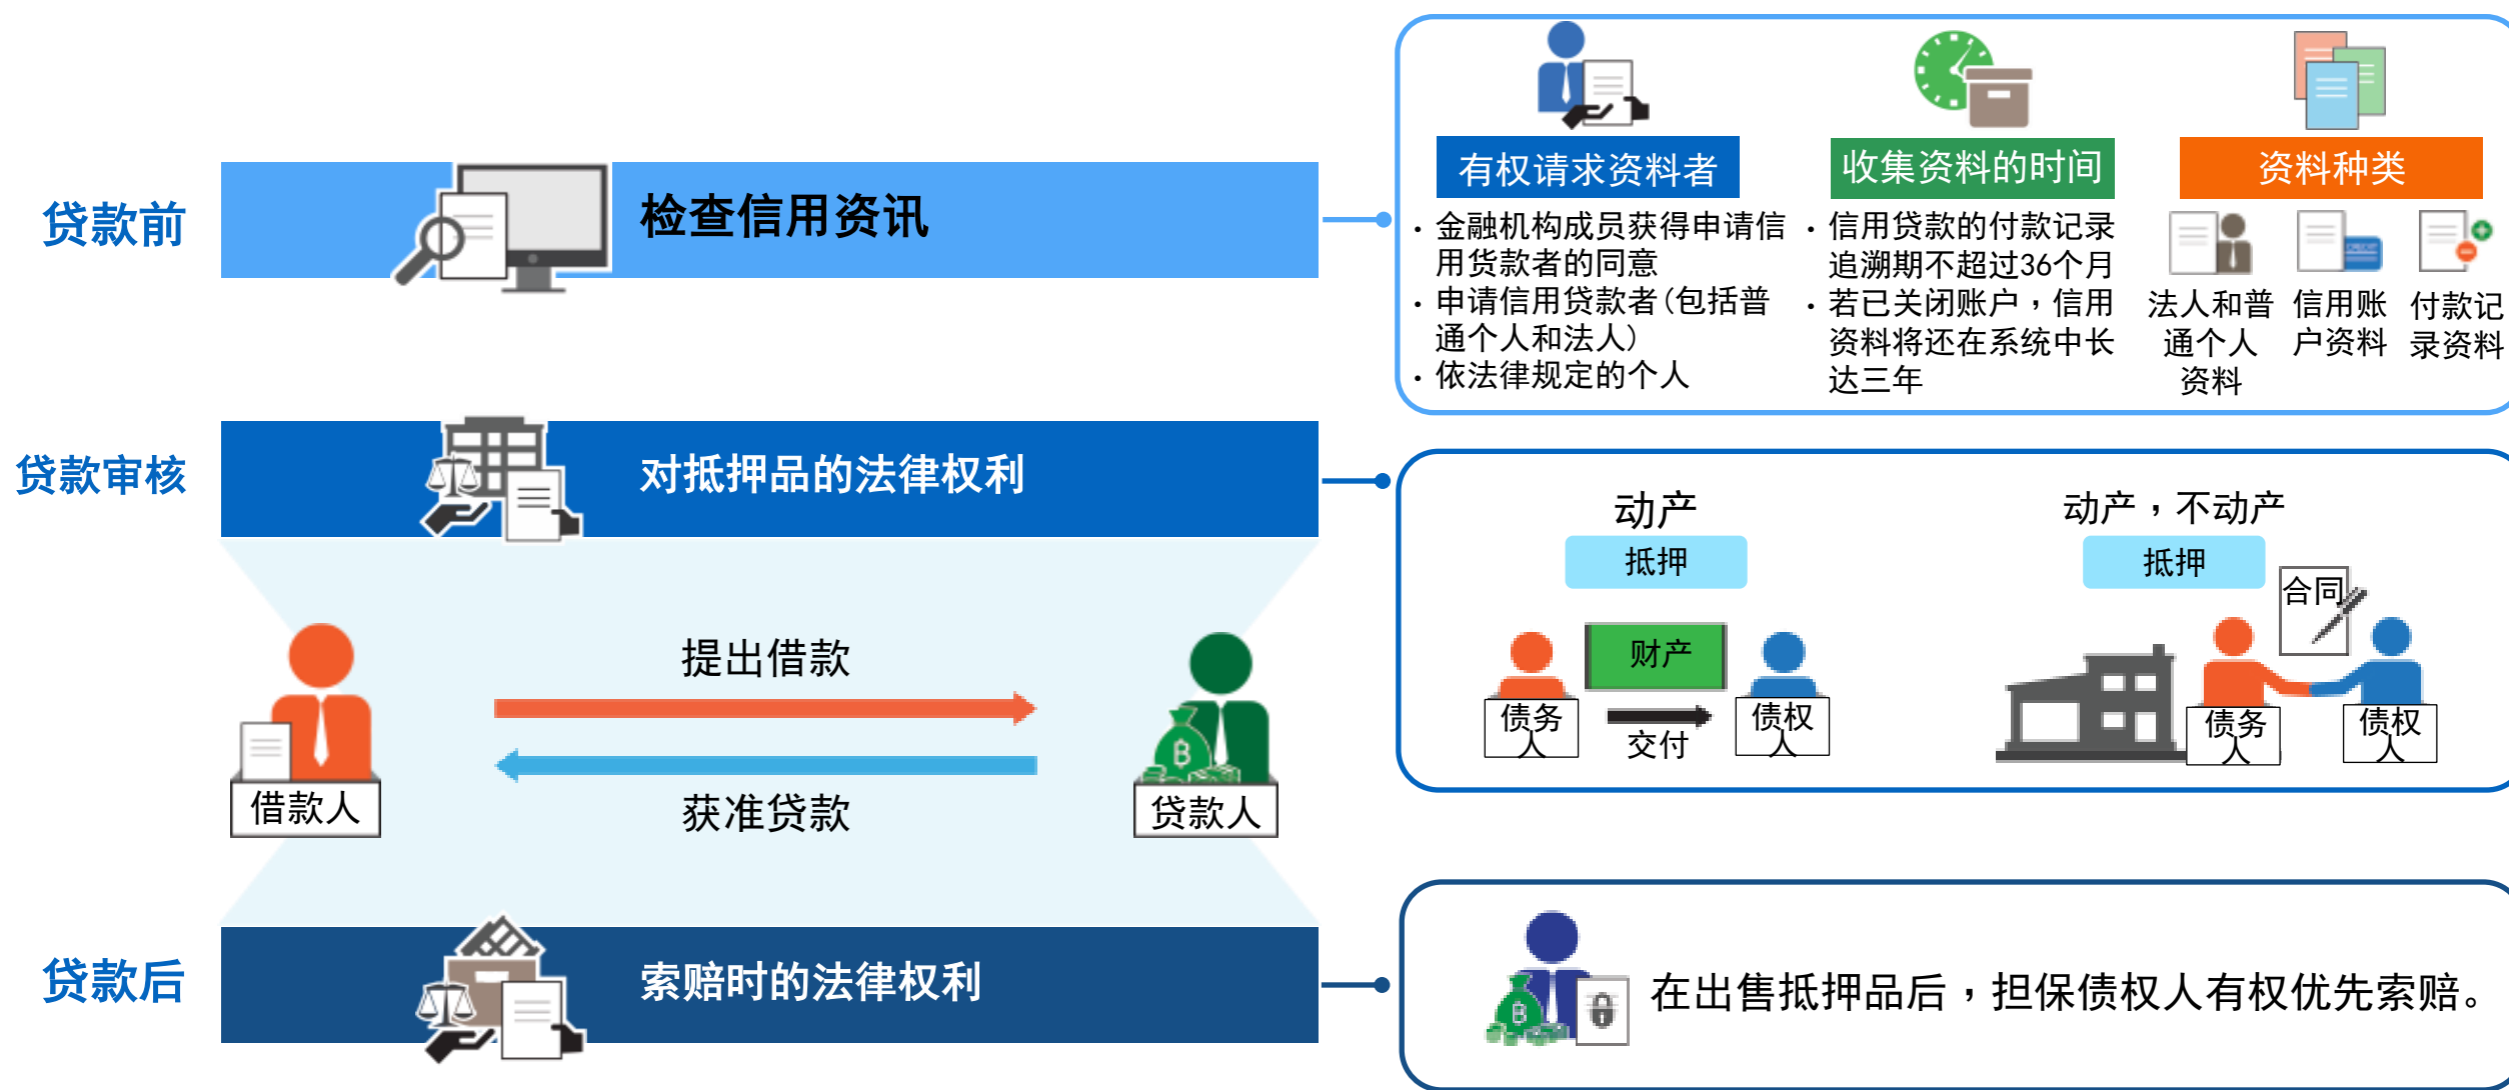 贷款前
检查信用资讯
有权请求资料者
· 金融机构成员获得申请信
用货款者的同意
· 申请信用贷款者(包括普
通个人和法人)
· 依法律规定的个人
收集资料的时间
· 信用贷款的付款记录
追溯期不超过36个月
· 若已关闭账户，信用
资料将还在系统中长
达三年
资料种类
CREDIT
法人和普
通个人
资料
信用账
户资料
付款记
录资料
贷款审核
对抵押品的法律权利
动产
抵押
财产
债务
人
交付
债权
人
动产，不动产
抵押
合同
债务
人
债权
人
提出借款
获准贷款
借款人
฿
贷款人
贷款后
索赔时的法律权利
฿
在出售抵押品后，担保债权人有权优先索赔。